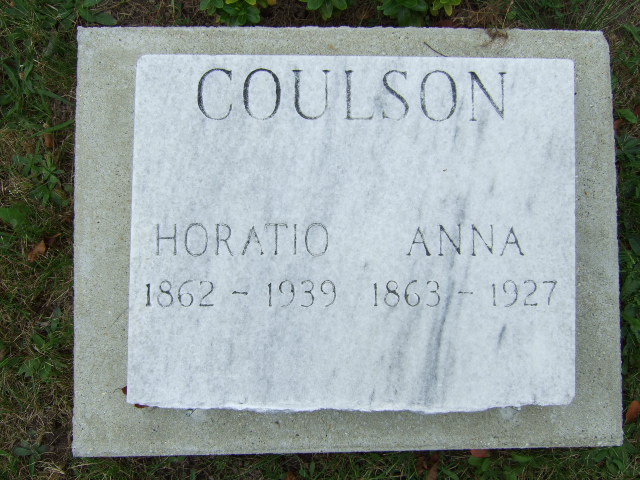 COULSON
HORATIO ANNA
1862 - 1939 1863 - 1927